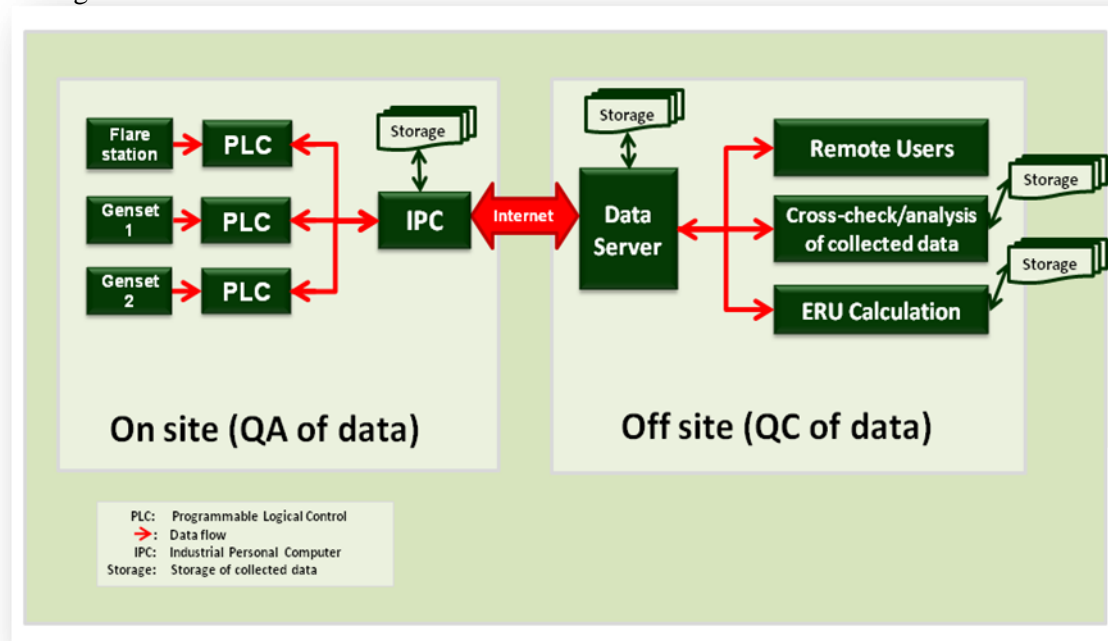 Flare
station
PLC
Genset
1
PLC
Genset
2
PLC
Storage
IPC
Internet
Storage
Data
Server
Remote Users
Cross-check/analysis
of collected data
Storage
ERU Calculation
Storage
On site (QA of data)
Off site (QC of data)
PLC: Programmable Logical Control
: Data flow
IPC: Industrial Personal Computer
Storage: Storage of collected data